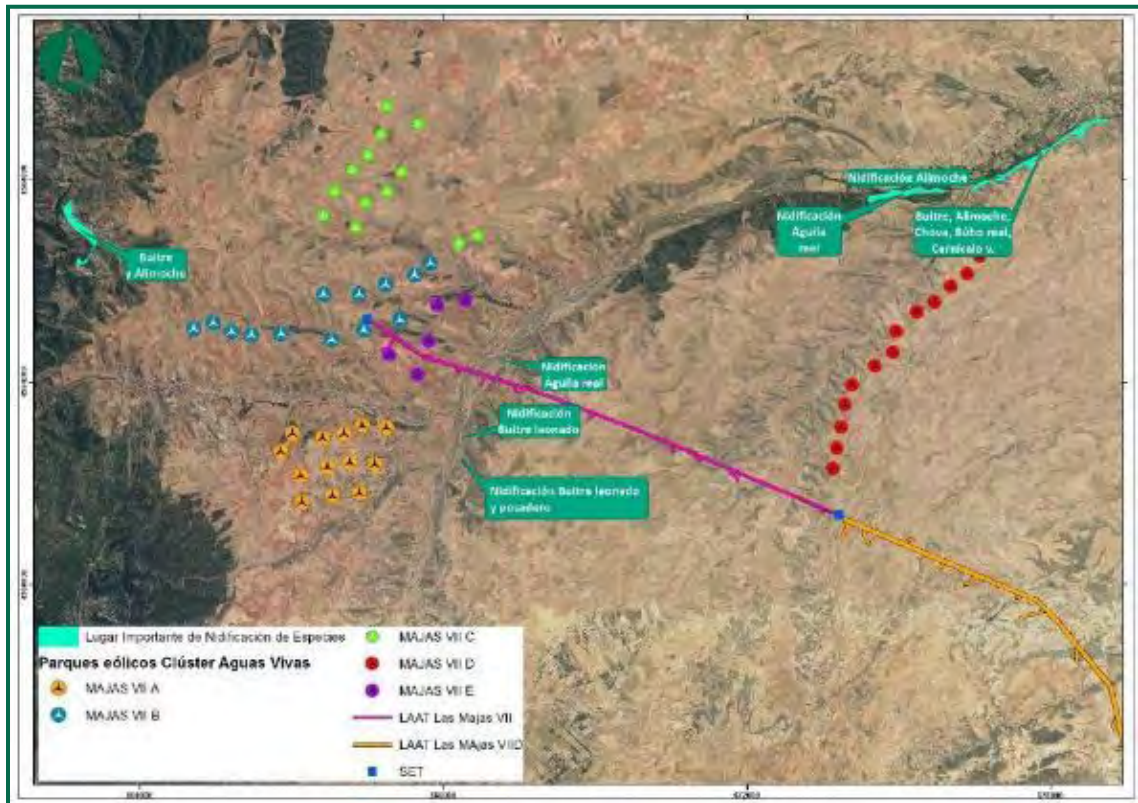 Nidificación Alimoche
Nidificación
Águila
real
Buitre, Alimoche,
Chova, Búho real,
Cernícalo v.
Buitre
y Alimoche
Nidificación
Aguila real
Nidificación
Buitre leonado
Nidificación Buitre leonado
y posadero
Lugar Importante de Nidificación de Especies
Parques eólicos Clúster Aguas Vivas
MAJAS VII A
MAJAS VII B
MAJAS VII C
MAJAS VII D
MAJAS VII E
LAAT Las Majas VII
LAAT Las MAjas VIID
SET